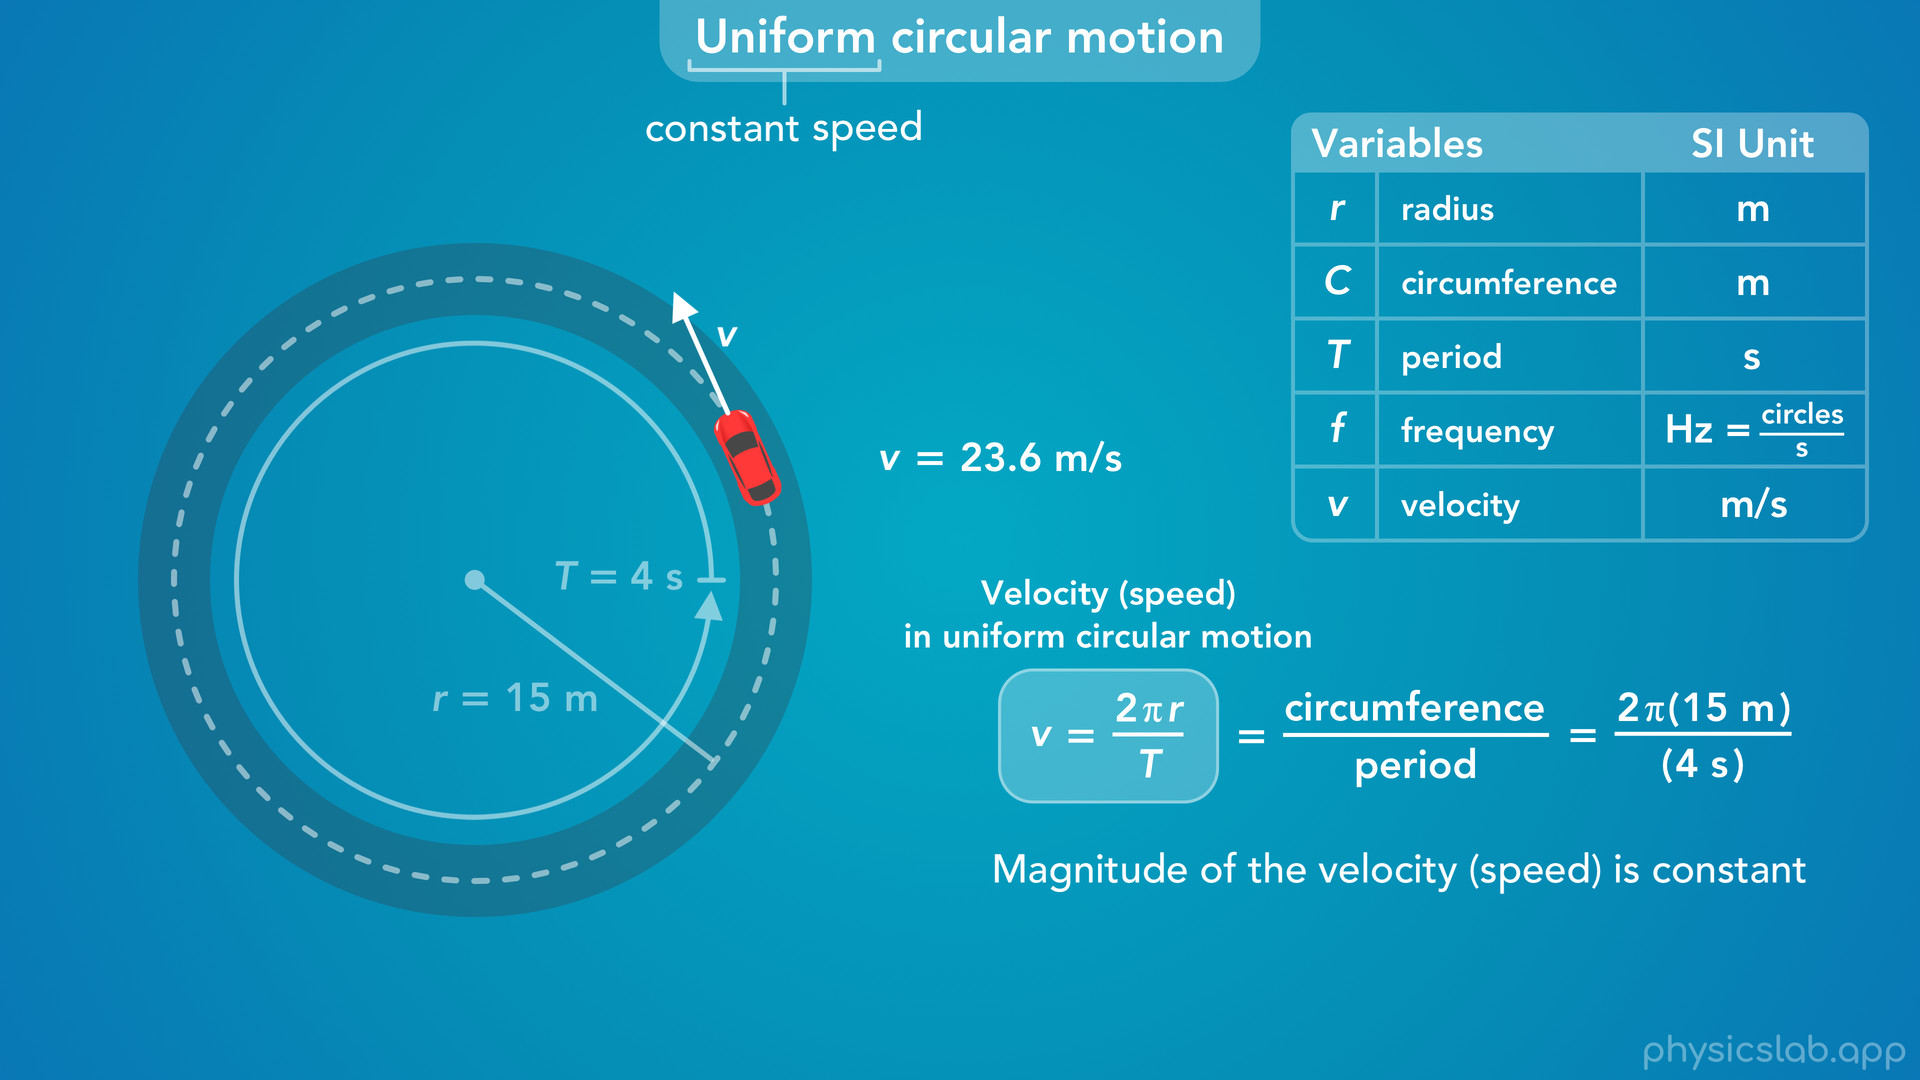 Uniform circular motion
constant speed
Variables SI Unit
r radius m
C circumference m
T period s
f frequency Hz = circles/s
v velocity m/s
v
v = 23.6 m/s
T = 4 s
r = 15 m
Velocity (speed)
in uniform circular motion
v = 2πr/T = circumference/period = 2π(15 m)/(4 s)
Magnitude of the velocity (speed) is constant
physicslab.app